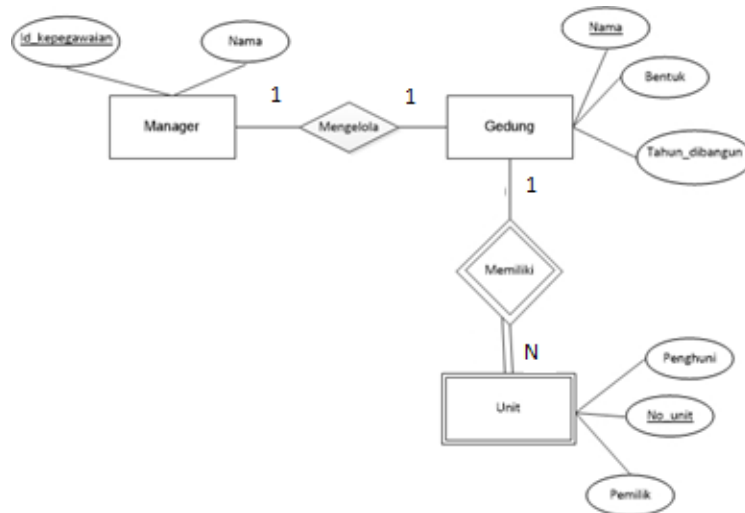 Id_kepegawaian
Nama
Nama
Bentuk
1
1
Manager
Mengelola
Gedung
Tahun_dibangun
1
Memiliki
N
Penghuni
Unit
No_unit
Pemilik